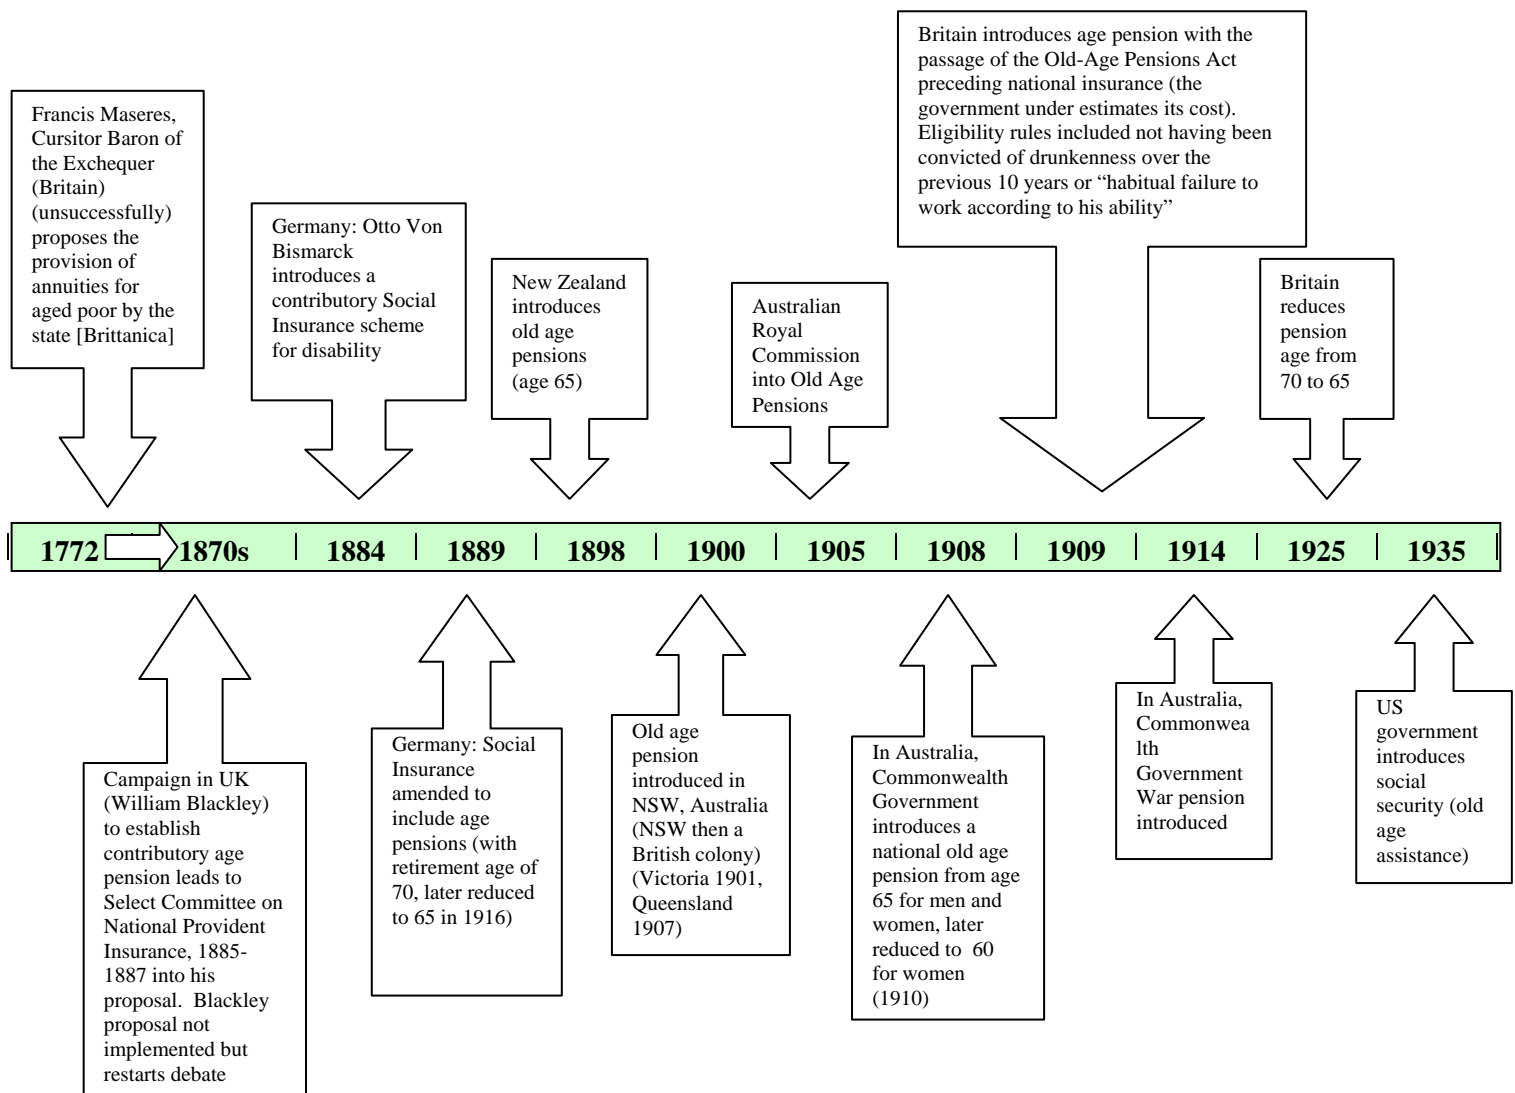 Francis Maseres,
Cursitor Baron of
the Exchequer
(Britain)
(unsuccessfully)
proposes the
provision of
annuities for
aged poor by the
state [Brittanica]
Germany: Otto Von
Bismarck
introduces a
contributory Social
Insurance scheme
for disability
New Zealand
introduces
old age
pensions
(age 65)
Australian
Royal
Commission
into Old Age
Pensions
Britain introduces age pension with the
passage of the Old-Age Pensions Act
preceding national insurance (the
government under estimates its cost).
Eligibility rules included not having been
convicted of drunkenness over the
previous 10 years or “habitual failure to
work according to his ability”
Britain
reduces
pension
age from
70 to 65
1772 1870s 1884 1889 1898 1900 1905 1908 1909 1914 1925 1935
Campaign in UK
(William Blackley)
to establish
contributory age
pension leads to
Select Committee on
National Provident
Insurance, 1885-
1887 into his
proposal.  Blackley
proposal not
implemented but
restarts debate
Germany: Social
Insurance
amended to
include age
pensions (with
retirement age of
70, later reduced
to 65 in 1916)
Old age
pension
introduced in
NSW, Australia
(NSW then a
British colony)
(Victoria 1901,
Queensland
1907)
In Australia,
Commonwealth
Government
introduces a
national old age
pension from age
65 for men and
women, later
reduced to  60
for women
(1910)
In Australia,
Commonwea
lth
Government
War pension
introduced
US
government
introduces
social
security (old
age
assistance)